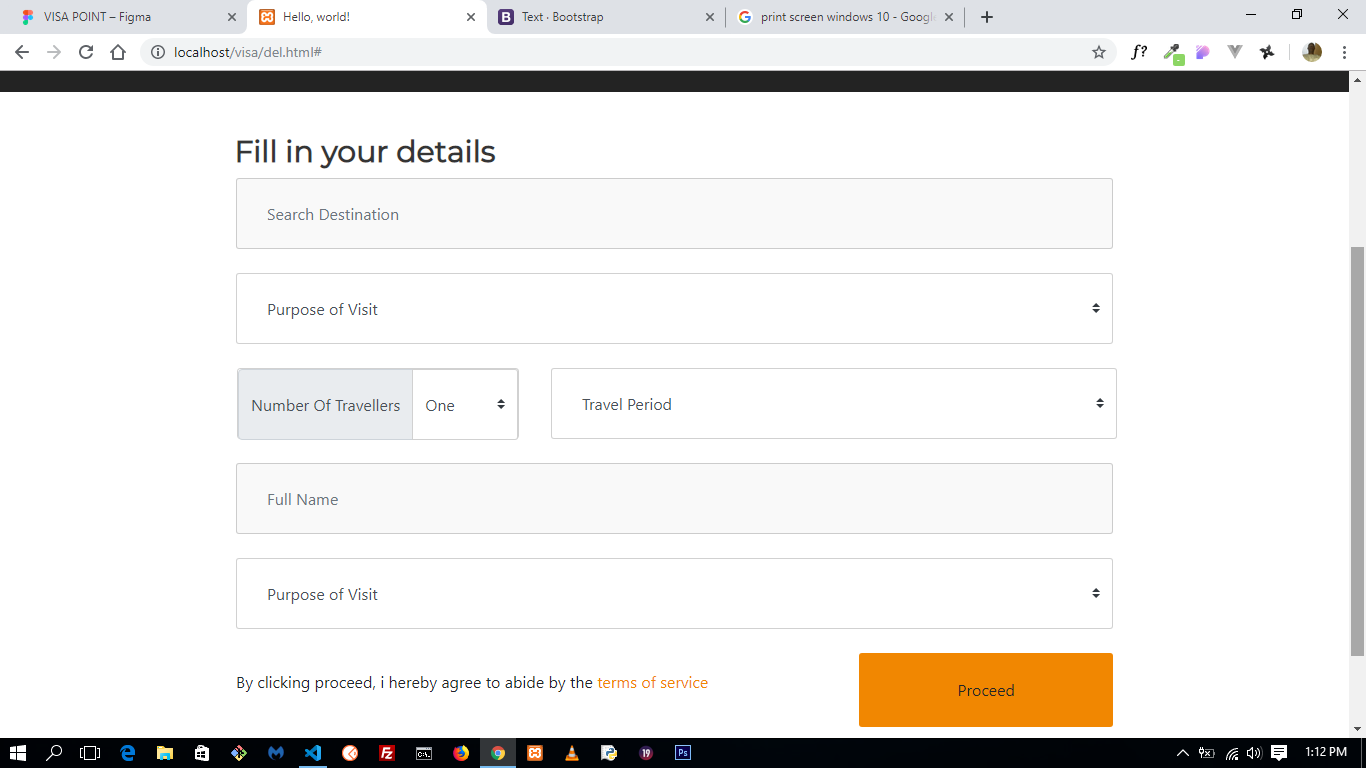 VISA POINT – Figma
Hello, world!
Text · Bootstrap
print screen windows 10 - Googl
localhost/visa/del.html#
f?
Fill in your details
Search Destination
Purpose of Visit
Number Of Travellers One Travel Period
Full Name
Purpose of Visit
By clicking proceed, i hereby agree to abide by the terms of service
Proceed
1:12 PM